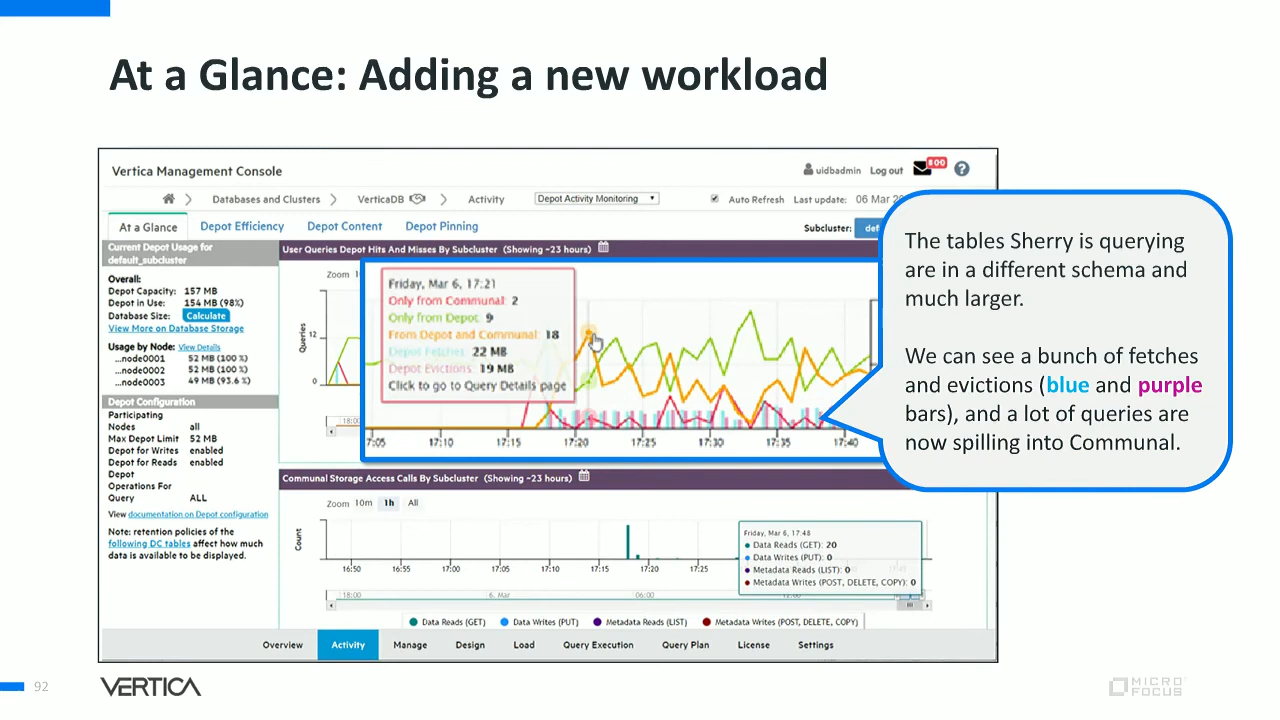 At a Glance: Adding a new workload
Vertica Management Console
uidbadmin Log out 800 ?
Databases and Clusters VerticaDB Activity Depot Activity Monitoring Auto Refresh Last update: 06 Mar
At a Glance Depot Efficiency Depot Content Depot Pinning Subcluster:
Current Depot Usage for
default_subcluster
Overall:
Depot Capacity: 157 MB
Depot in Use: 154 MB (98%)
Database Size: Calculate
View More on Database Storage
Usage by Node: View Details
...node0001 52 MB (100 %)
...node0002 52 MB (100 %)
...node0003 49 MB (93.6 %)
Depot Configuration
Participating
Nodes all
Max Depot Limit 52 MB
Depot for Writes enabled
Depot for Reads enabled
Depot
Operations For
Query ALL
View documentation on Depot configuration
Note: retention policies of the
following DC tables affect how much
data is available to be displayed.
User Queries Depot Hits And Misses By Subcluster (Showing ~23 hours)
Zoom
Queries
12
0
18:00
Friday, Mar 6, 17:21
Only from Communal: 2
Only from Depot: 9
From Depot and Communal: 18
Depot Fetches: 22 MB
Depot Evictions: 19 MB
Click to go to Query Details page
17:05 17:10 17:15 17:20 17:25 17:30 17:35 17:40
The tables Sherry is querying
are in a different schema and
much larger.
We can see a bunch of fetches
and evictions (blue and purple
bars), and a lot of queries are
now spilling into Communal.
Communal Storage Access Calls By Subcluster (Showing ~23 hours)
Zoom 10m 1h All
Count
Friday, Mar 6, 17:48
Data Reads (GET): 20
Data Writes (PUT): 0
Metadata Reads (LIST): 0
Metadata Writes (POST, DELETE, COPY): 0
16:50 16:55 17:00 17:05 17:10 17:15 17:20 17:25
18:00 6. Mar 06:00
Data Reads (GET) Data Writes (PUT) Metadata Reads (LIST) Metadata Writes (POST, DELETE, COPY)
Overview Activity Manage Design Load Query Execution Query Plan License Settings
92 VERTICA MICRO
FOCUS